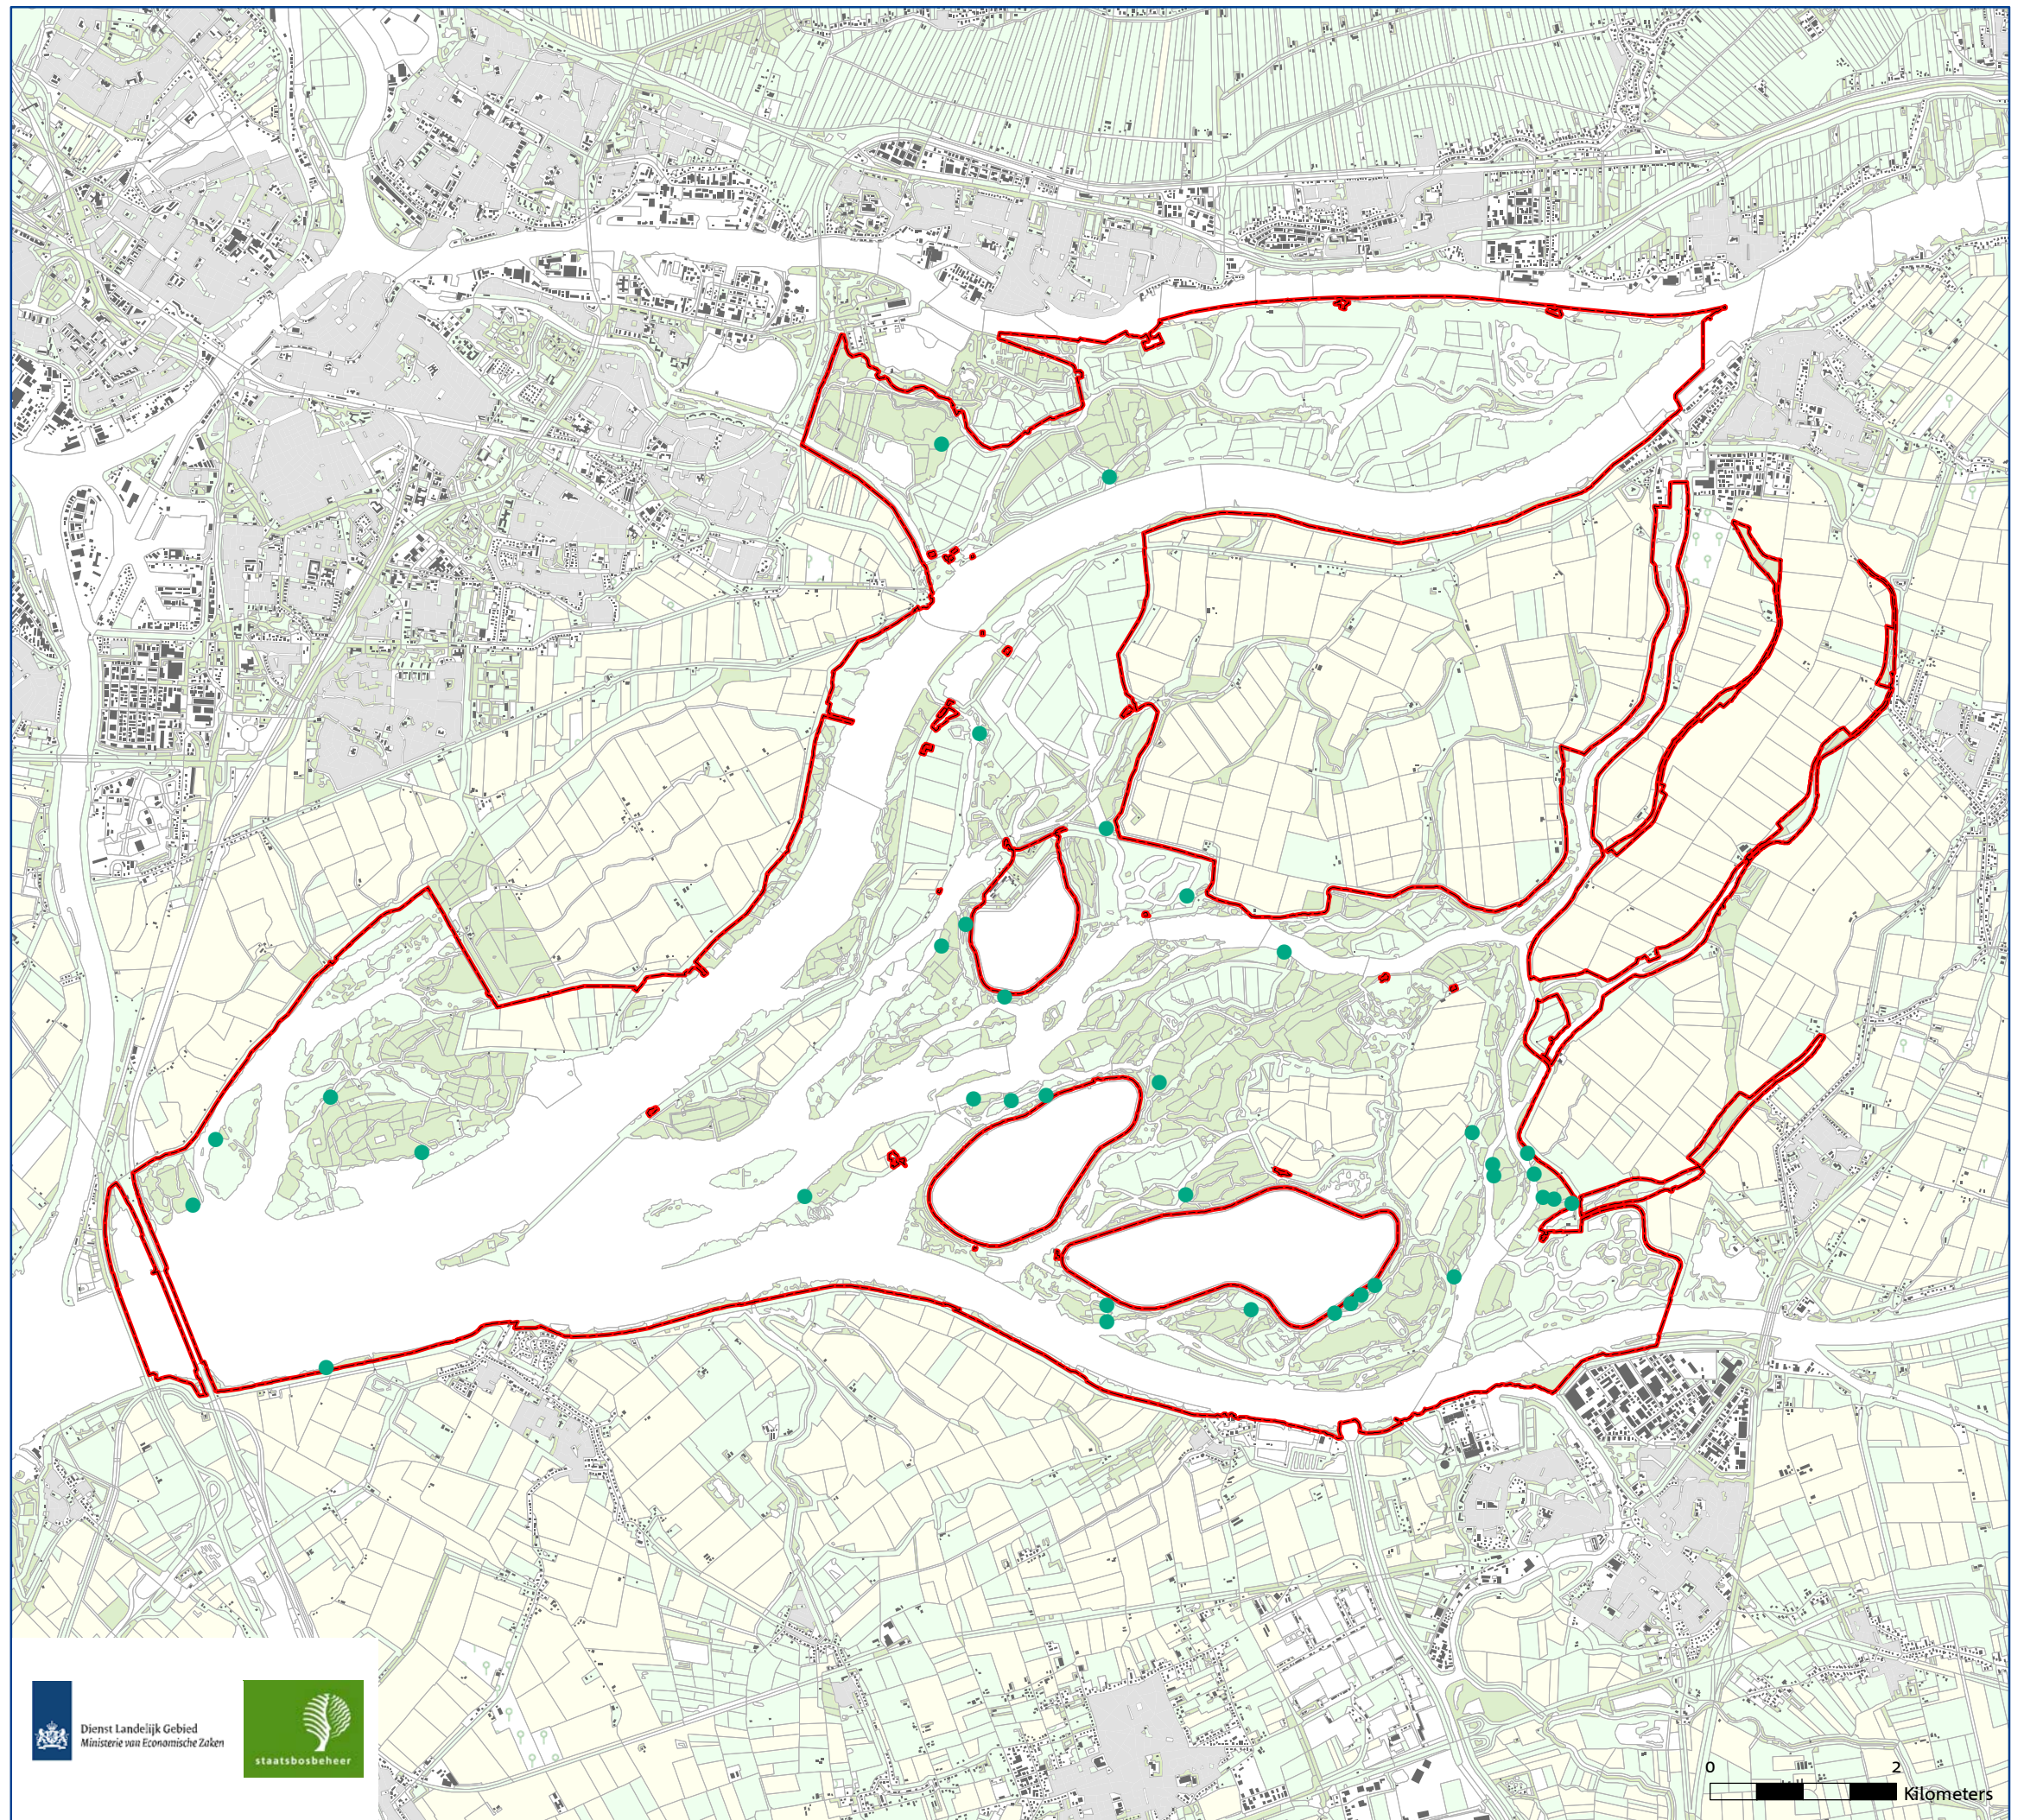 Dienst Landelijk Gebied
Ministerie van Economische Zaken
staatsbosbeheer
0 2
Kilometers